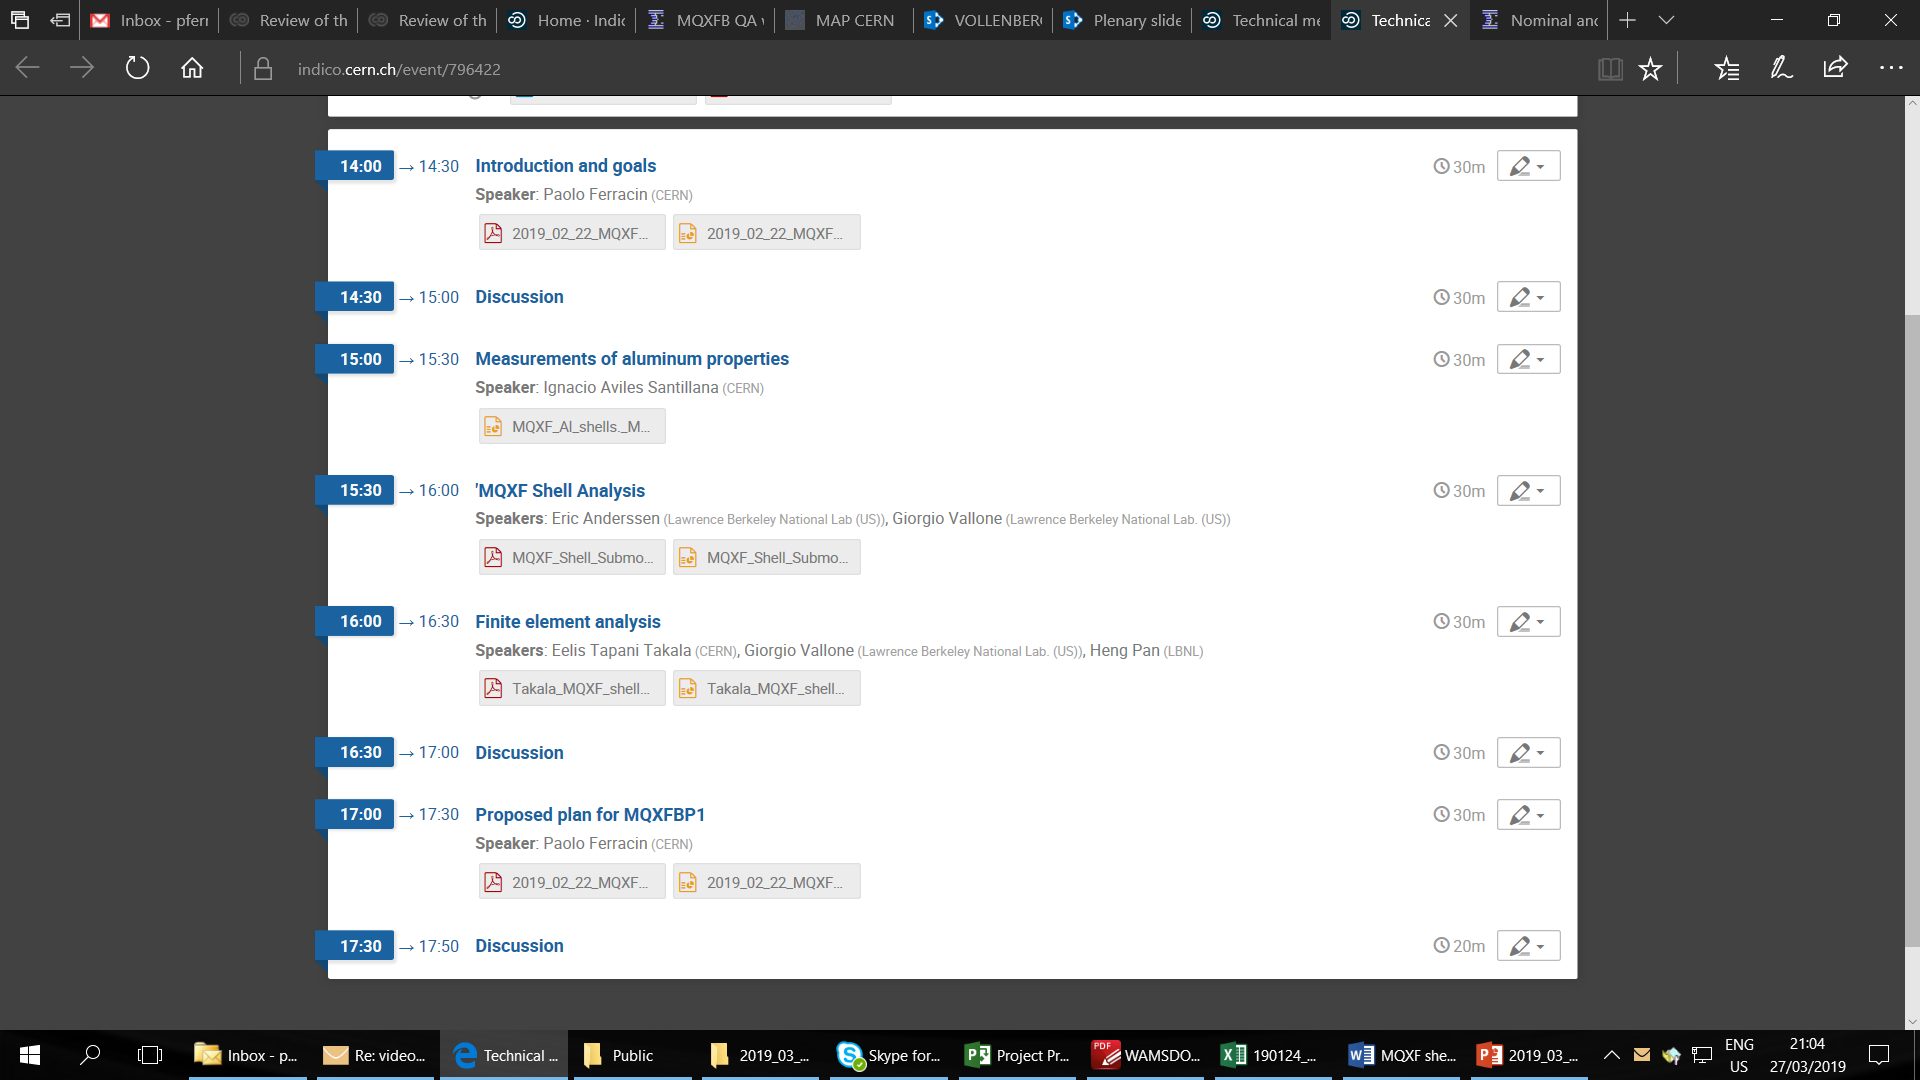 Inbox - pferr
Review of th
Review of th
Home · Indic
MQXFB QA v
MAP CERN
VOLLENBER
Plenary slide
Technical me
Technica
Nominal anc
indico.cern.ch/event/796422
14:00 → 14:30 Introduction and goals 30m
Speaker: Paolo Ferracin (CERN)
2019_02_22_MQXF... 2019_02_22_MQXF...
14:30 → 15:00 Discussion 30m
15:00 → 15:30 Measurements of aluminum properties 30m
Speaker: Ignacio Aviles Santillana (CERN)
MQXF_Al_shells._M...
15:30 → 16:00 'MQXF Shell Analysis 30m
Speakers: Eric Anderssen (Lawrence Berkeley National Lab (US)), Giorgio Vallone (Lawrence Berkeley National Lab. (US))
MQXF_Shell_Submo... MQXF_Shell_Submo...
16:00 → 16:30 Finite element analysis 30m
Speakers: Eelis Tapani Takala (CERN), Giorgio Vallone (Lawrence Berkeley National Lab. (US)), Heng Pan (LBNL)
Takala_MQXF_shell... Takala_MQXF_shell...
16:30 → 17:00 Discussion 30m
17:00 → 17:30 Proposed plan for MQXFBP1 30m
Speaker: Paolo Ferracin (CERN)
2019_02_22_MQXF... 2019_02_22_MQXF...
17:30 → 17:50 Discussion 20m
Inbox - p... Re: video... Technical ... Public 2019_03_... Skype for... Project Pr... WAMSDO... 190124_... MQXF she... 2019_03_... ENG 21:04
US 27/03/2019